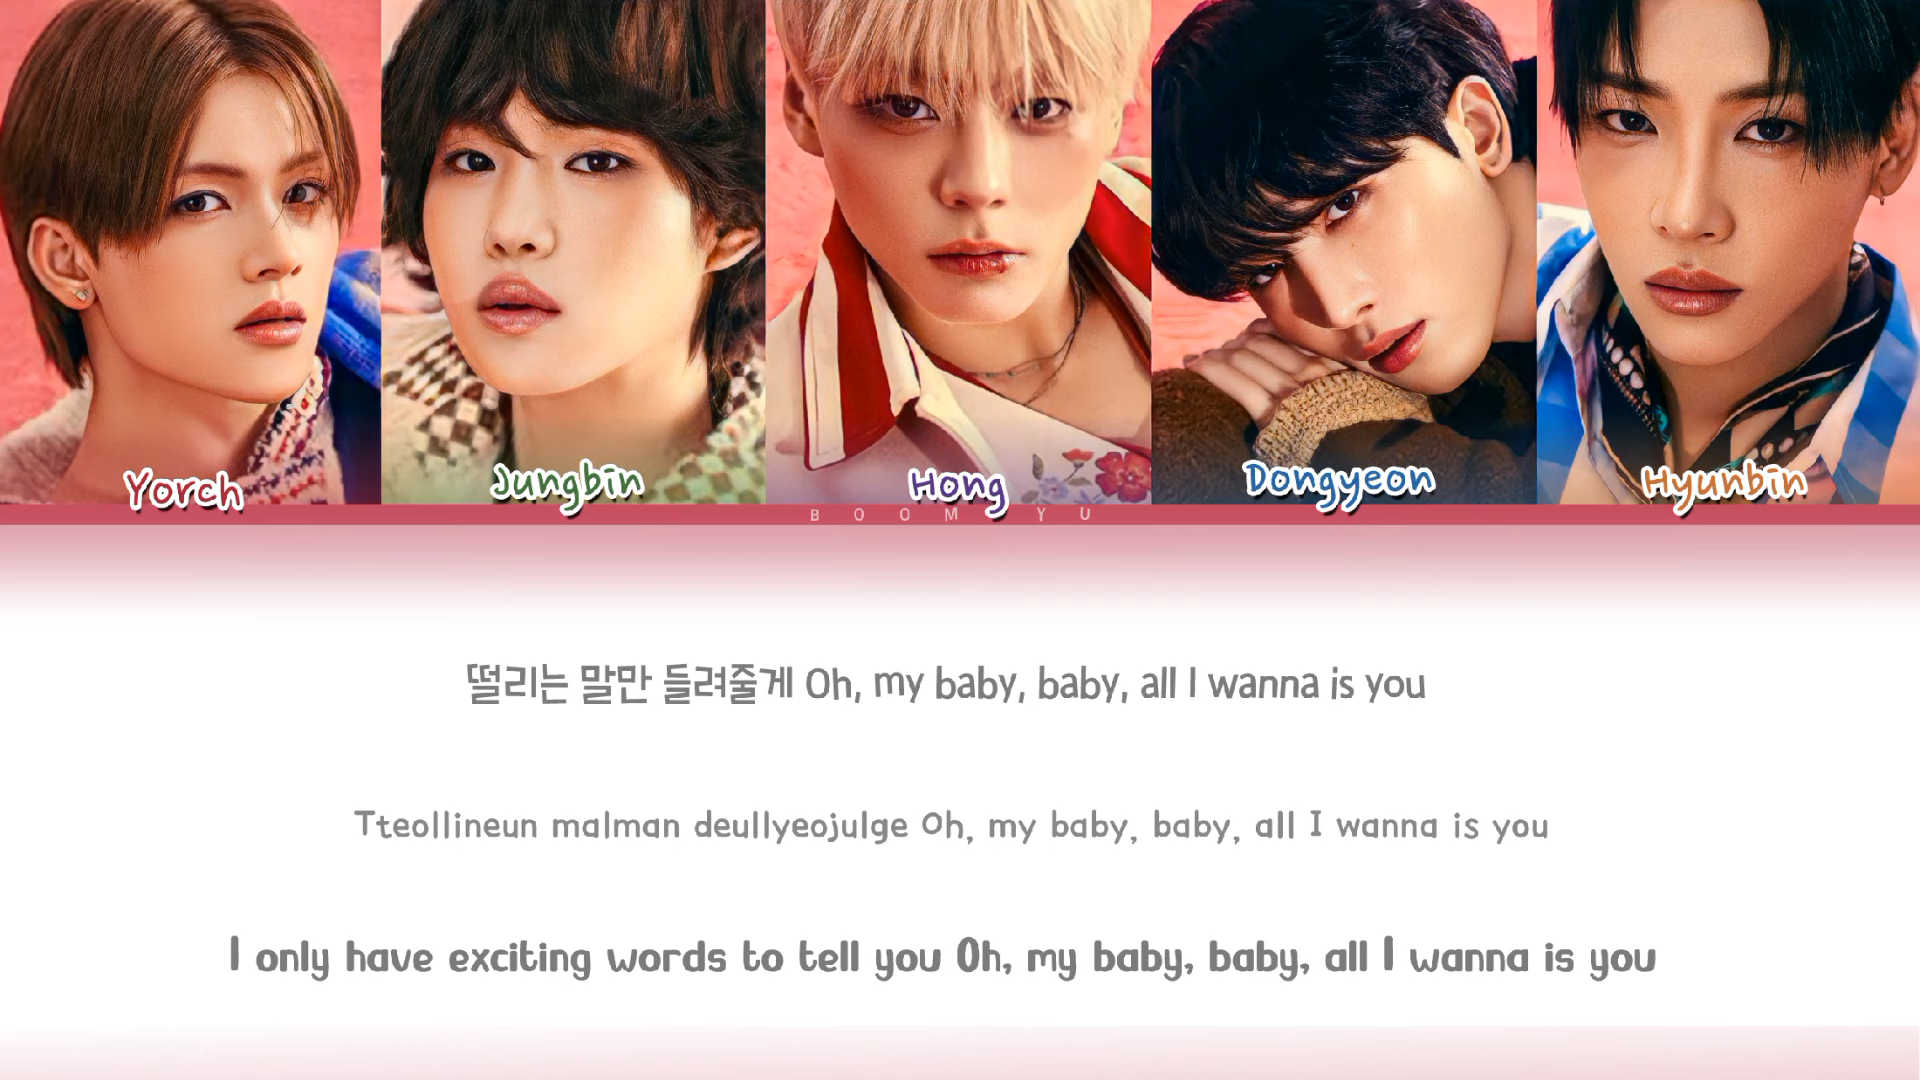 Yorch
Jungbin
Hong
Dongyeon
Hyunbin
BOOM YU
떨리는 말만 들려줄게 Oh, my baby, baby, all I wanna is you
Tteollineun malman deullyeojulge Oh, my baby, baby, all I wanna is you
I only have exciting words to tell you Oh, my baby, baby, all I wanna is you